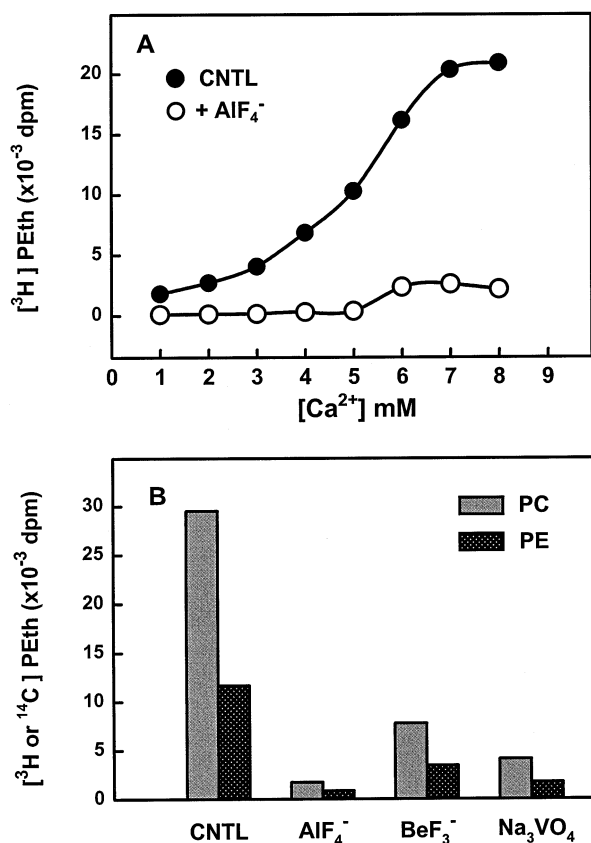 A
CNTL
+ AlF₄⁻
[³H] PEth (x10⁻³ dpm)
20
15
10
5
0
0 1 2 3 4 5 6 7 8 9
[Ca²⁺] mM
B
PC
PE
[³H or ¹⁴C] PEth (x10⁻³ dpm)
30
25
20
15
10
5
0
CNTL AlF₄⁻ BeF₃⁻ Na₃VO₄